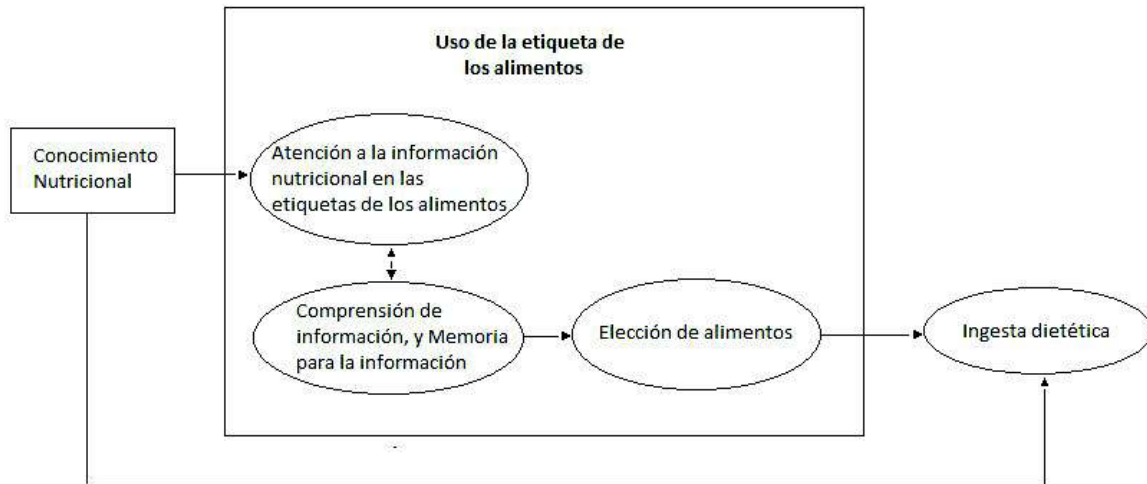 Uso de la etiqueta de
los alimentos
Conocimiento
Nutricional
Atención a la información
nutricional en las
etiquetas de los alimentos
Comprensión de
información, y Memoria
para la información
Elección de alimentos
Ingesta dietética